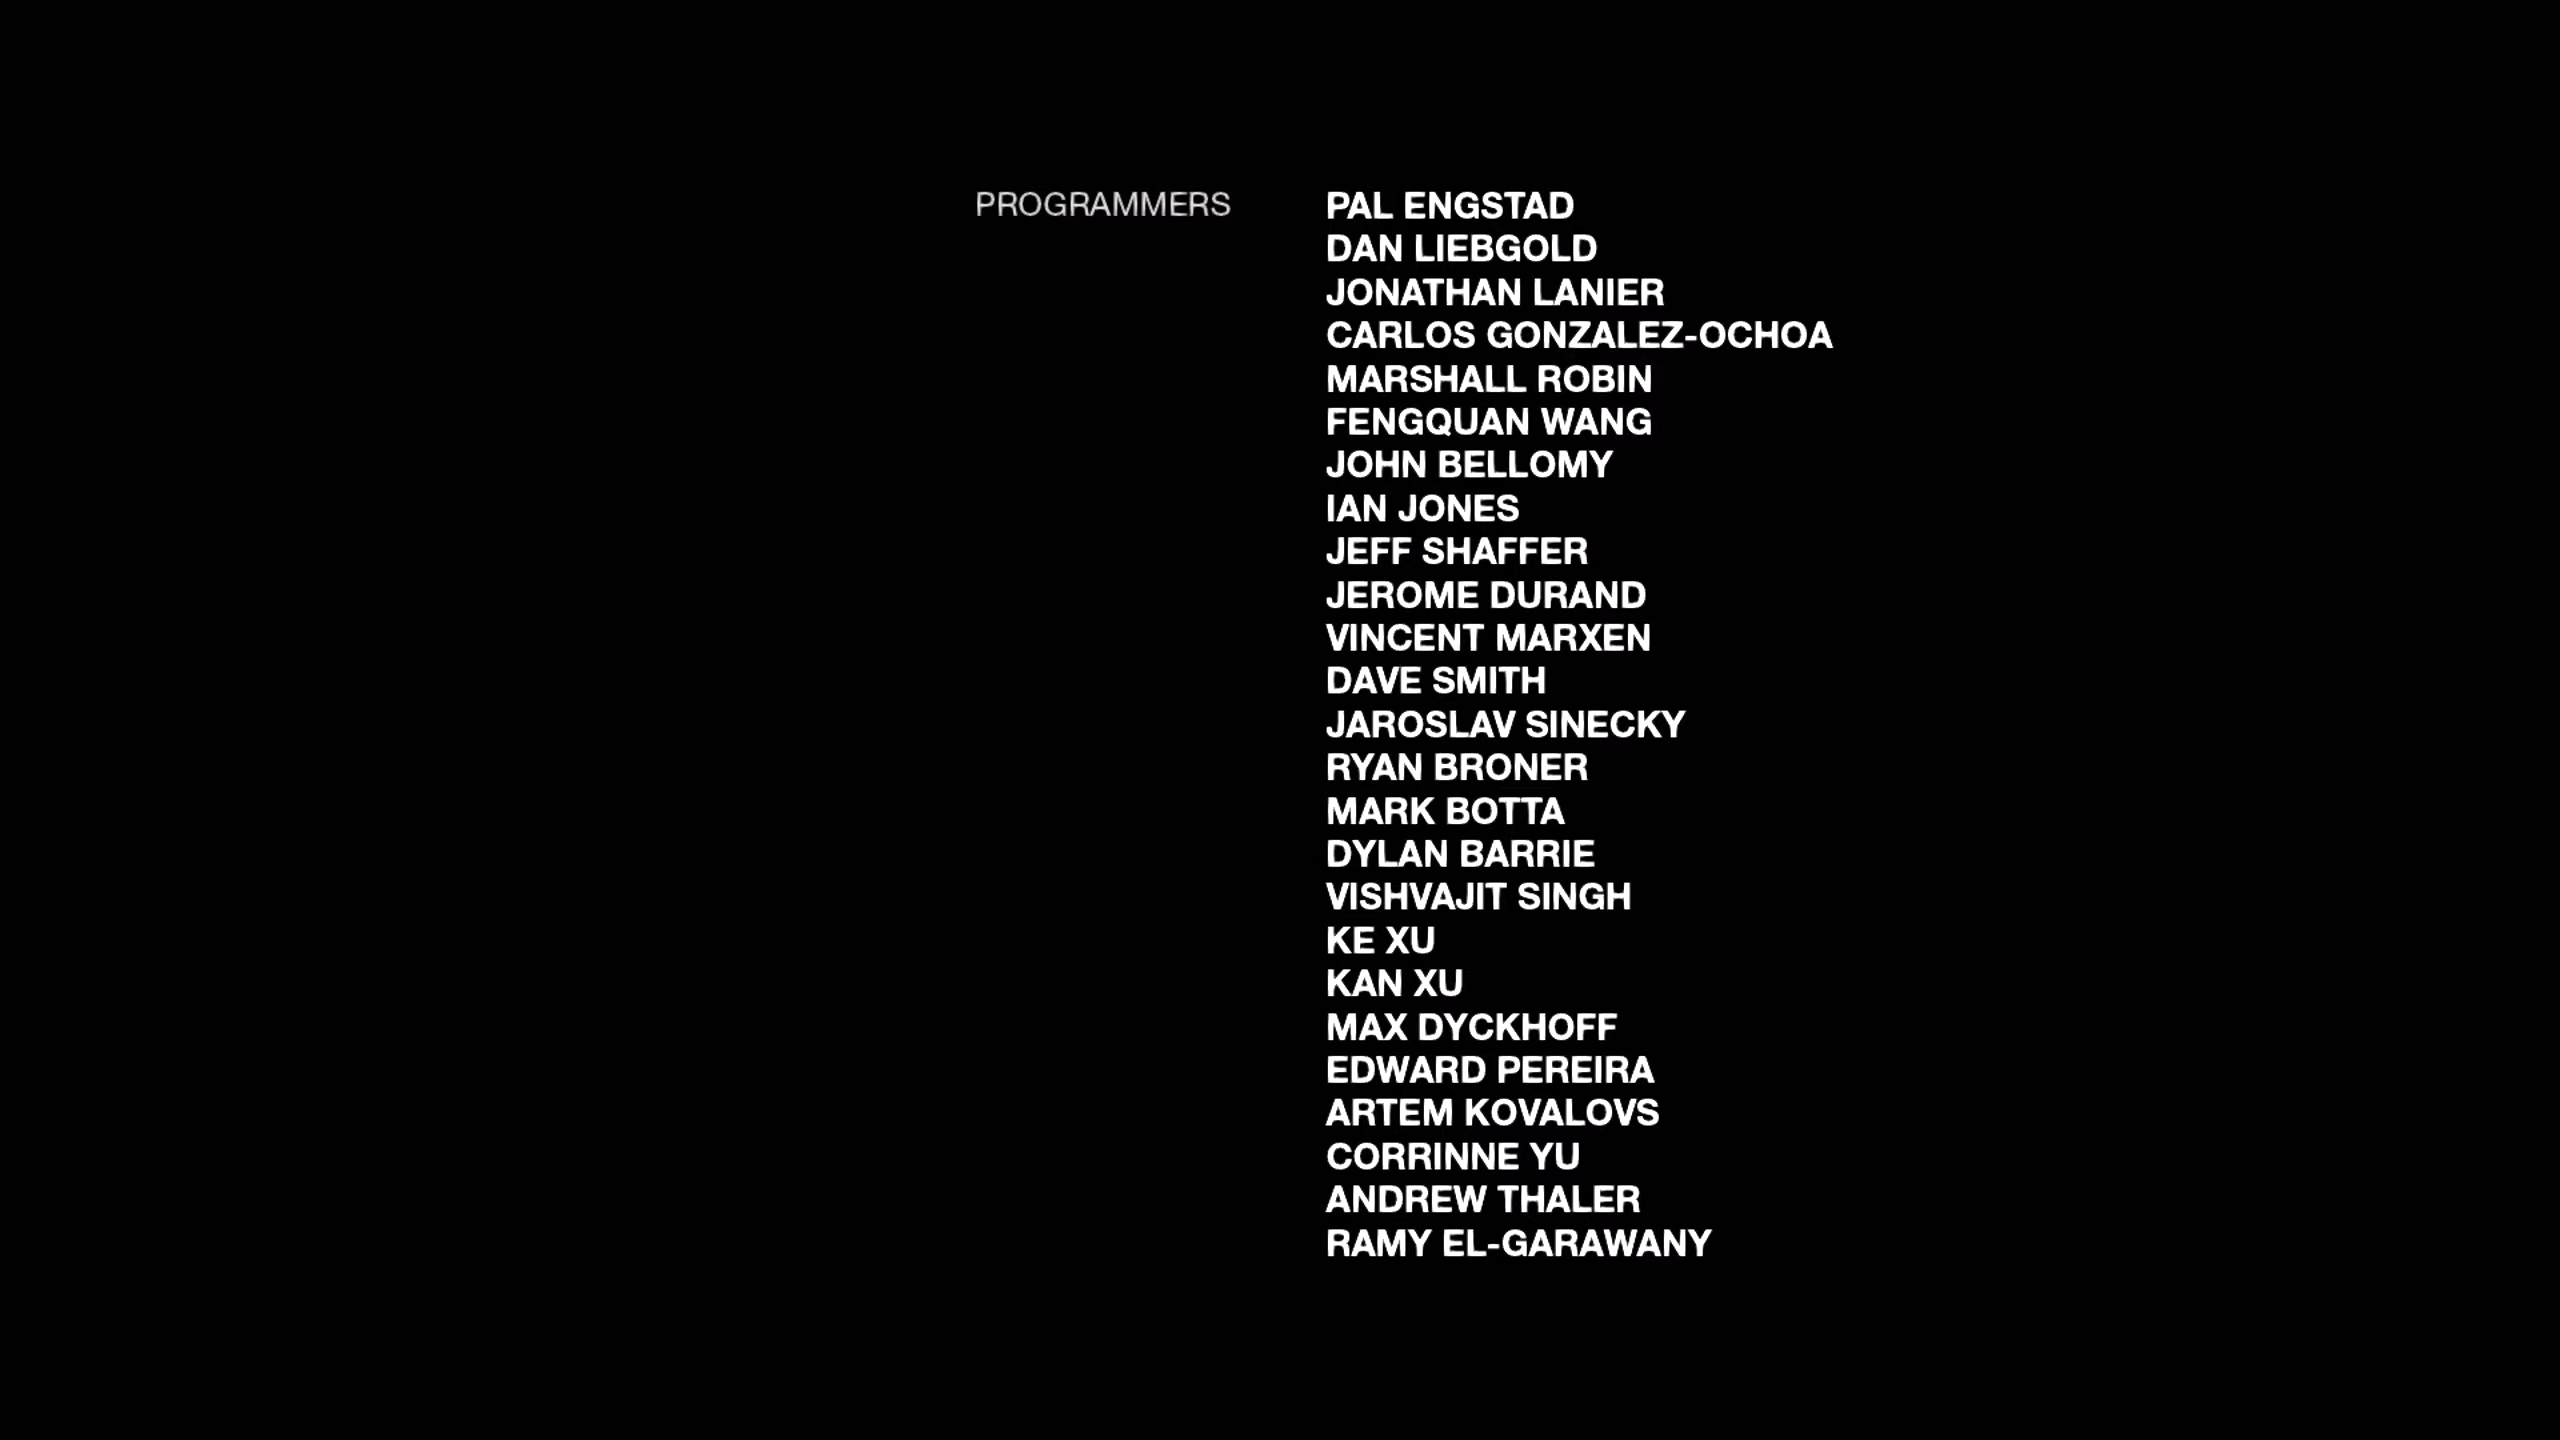 PROGRAMMERS PAL ENGSTAD
DAN LIEBGOLD
JONATHAN LANIER
CARLOS GONZALEZ-OCHOA
MARSHALL ROBIN
FENGQUAN WANG
JOHN BELLOMY
IAN JONES
JEFF SHAFFER
JEROME DURAND
VINCENT MARXEN
DAVE SMITH
JAROSLAV SINECKY
RYAN BRONER
MARK BOTTA
DYLAN BARRIE
VISHVAJIT SINGH
KE XU
KAN XU
MAX DYCKHOFF
EDWARD PEREIRA
ARTEM KOVALOVS
CORRINNE YU
ANDREW THALER
RAMY EL-GARAWANY